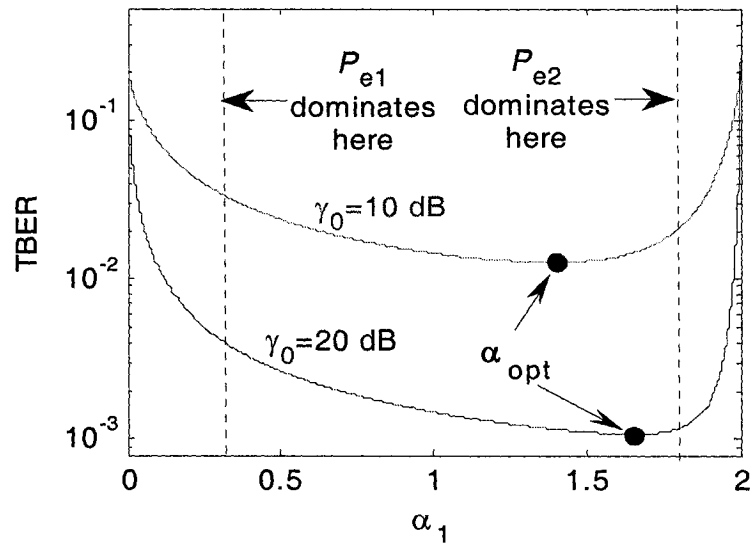 P_e1
dominates
here
P_e2
dominates
here
10^-1
γ_0=10 dB
TBER
10^-2
γ_0=20 dB
α_opt
10^-3
0
0.5
1
1.5
2
α_1